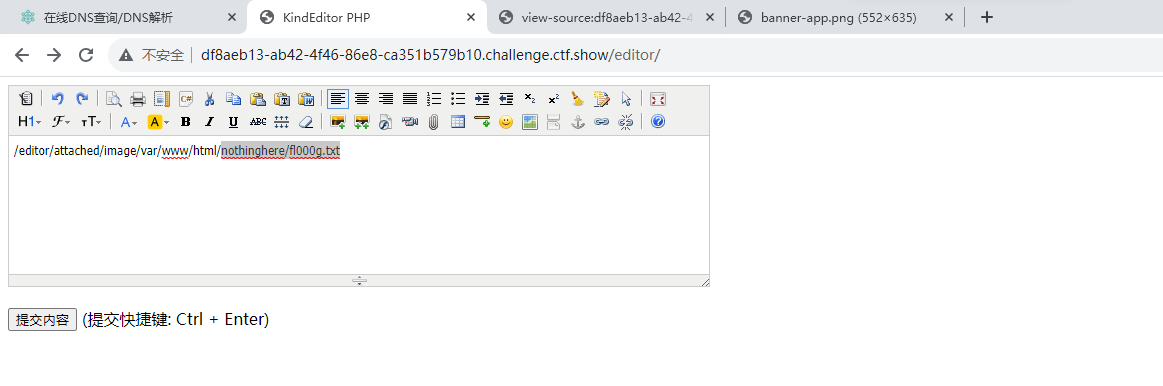 在线DNS查询/DNS解析
KindEditor PHP
view-source:df8aeb13-ab42-4
banner-app.png (552×635)
不安全 df8aeb13-ab42-4f46-86e8-ca351b579b10.challenge.ctf.show/editor/
H1 ℱ тT A A B I U ABC
/editor/attached/image/var/www/html/nothinghere/fl000g.txt
提交内容 (提交快捷键: Ctrl + Enter)